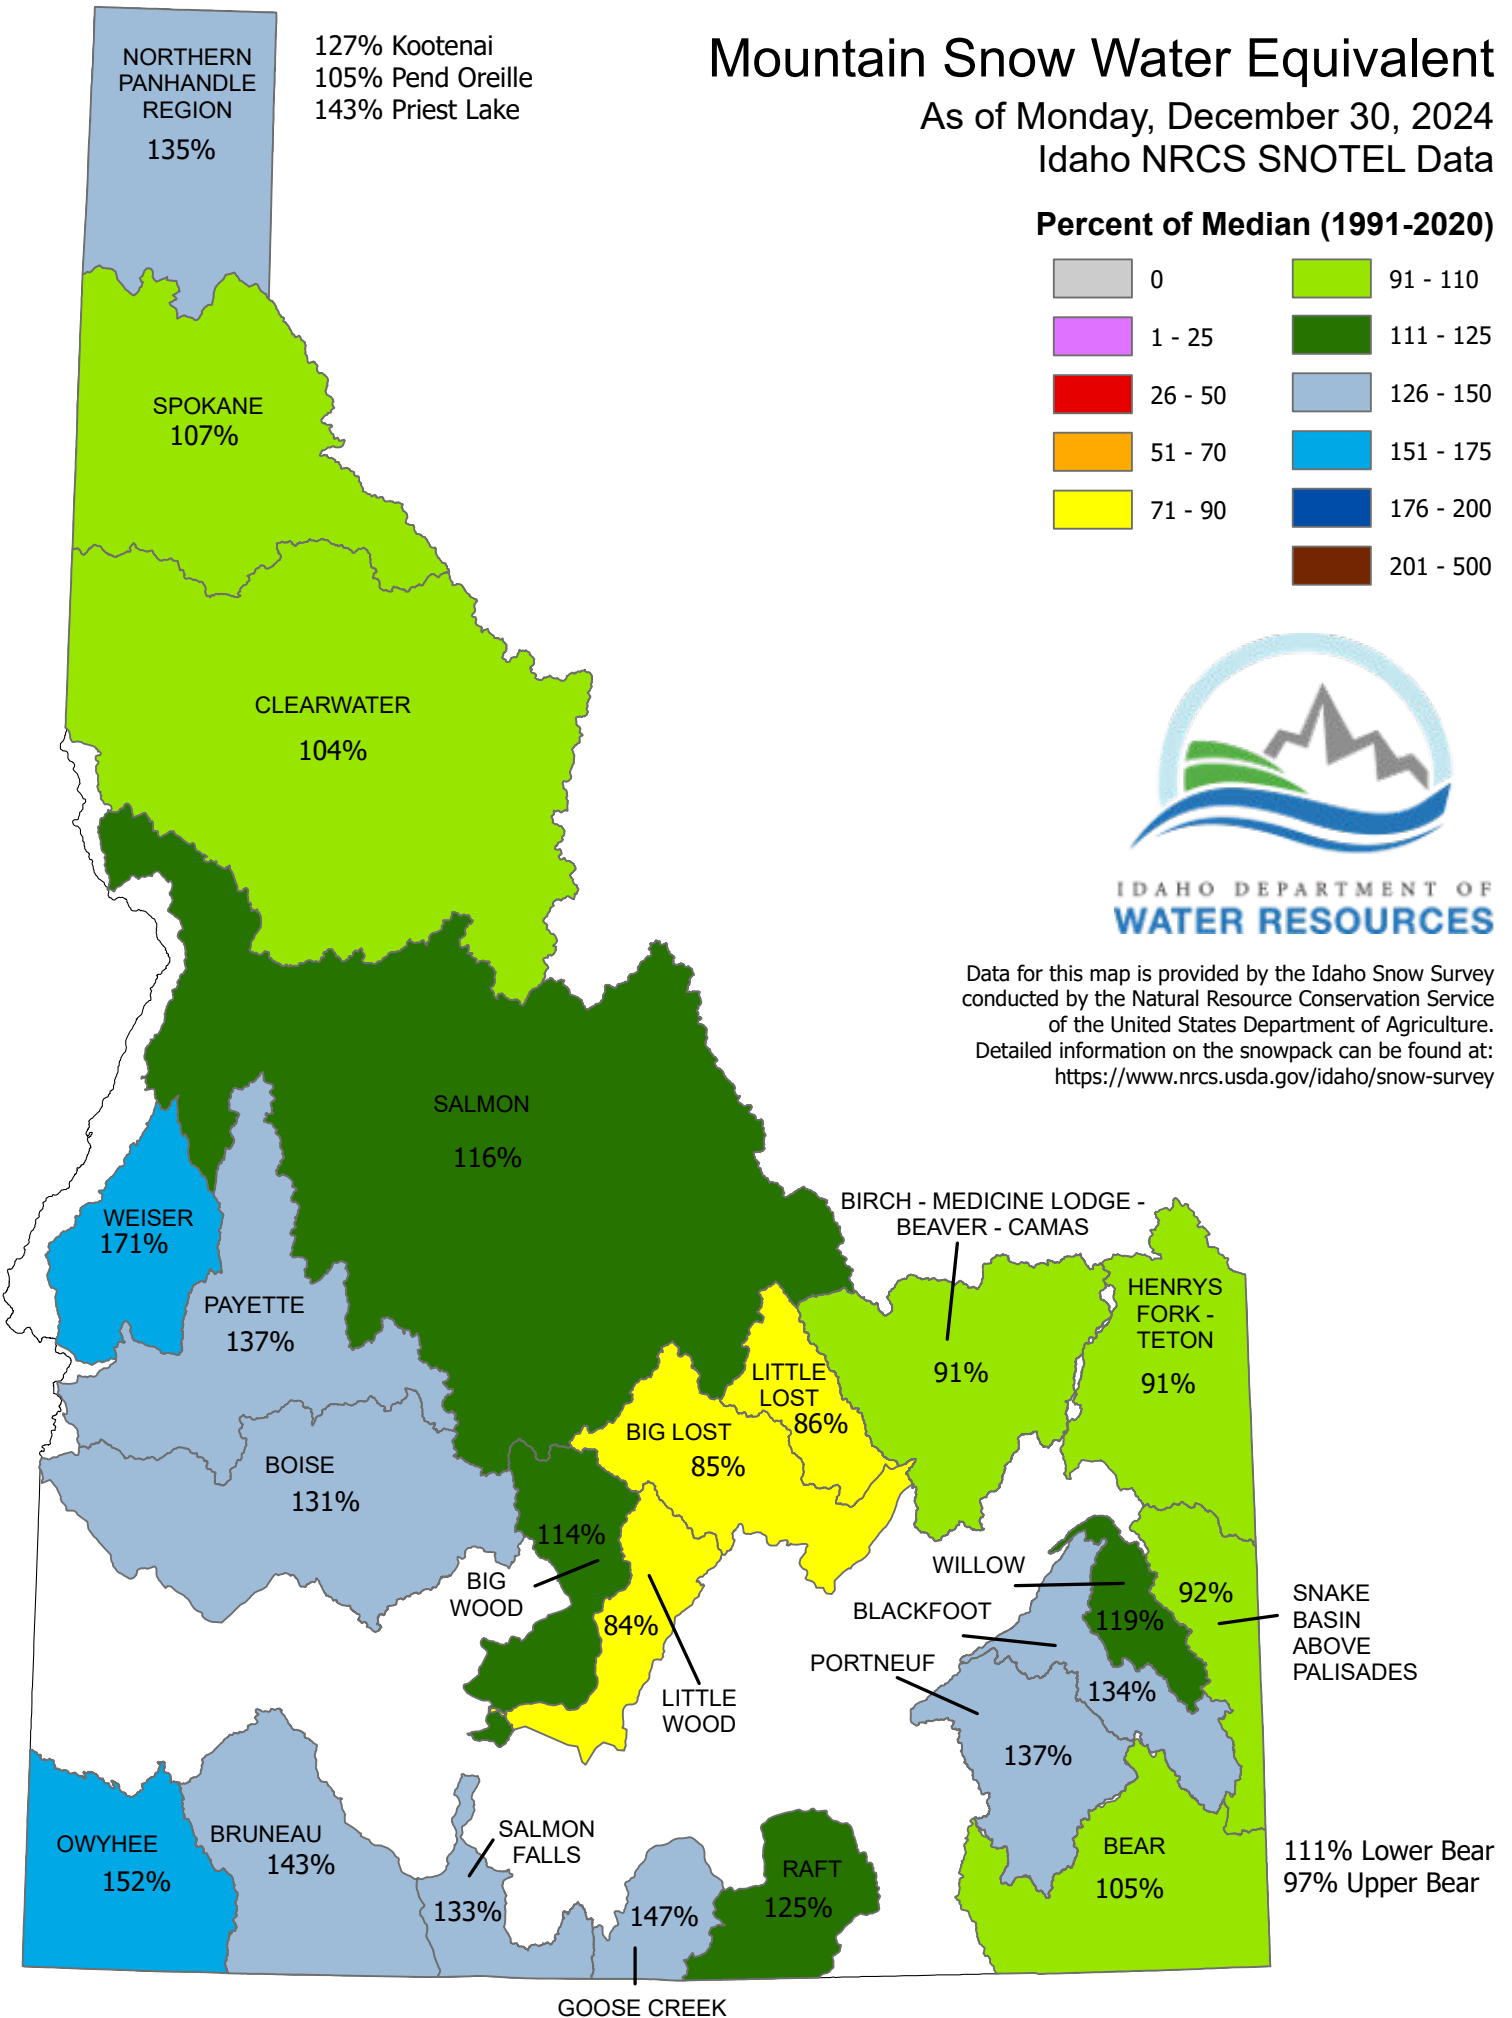 Mountain Snow Water Equivalent
As of Monday, December 30, 2024
Idaho NRCS SNOTEL Data
Percent of Median (1991-2020)
0
1 - 25
26 - 50
51 - 70
71 - 90
91 - 110
111 - 125
126 - 150
151 - 175
176 - 200
201 - 500
IDAHO DEPARTMENT OF
WATER RESOURCES
Data for this map is provided by the Idaho Snow Survey
conducted by the Natural Resource Conservation Service
of the United States Department of Agriculture.
Detailed information on the snowpack can be found at:
https://www.nrcs.usda.gov/idaho/snow-survey
NORTHERN
PANHANDLE
REGION
135%
127% Kootenai
105% Pend Oreille
143% Priest Lake
SPOKANE
107%
CLEARWATER
104%
SALMON
116%
WEISER
171%
PAYETTE
137%
BOISE
131%
BIRCH - MEDICINE LODGE -
BEAVER - CAMAS
91%
HENRYS
FORK -
TETON
91%
LITTLE
LOST
86%
BIG LOST
85%
114%
BIG
WOOD
84%
LITTLE
WOOD
WILLOW
119%
BLACKFOOT
134%
PORTNEUF
137%
92%
SNAKE
BASIN
ABOVE
PALISADES
OWYHEE
152%
BRUNEAU
143%
SALMON
FALLS
133%
147%
GOOSE CREEK
RAFT
125%
BEAR
105%
111% Lower Bear
97% Upper Bear